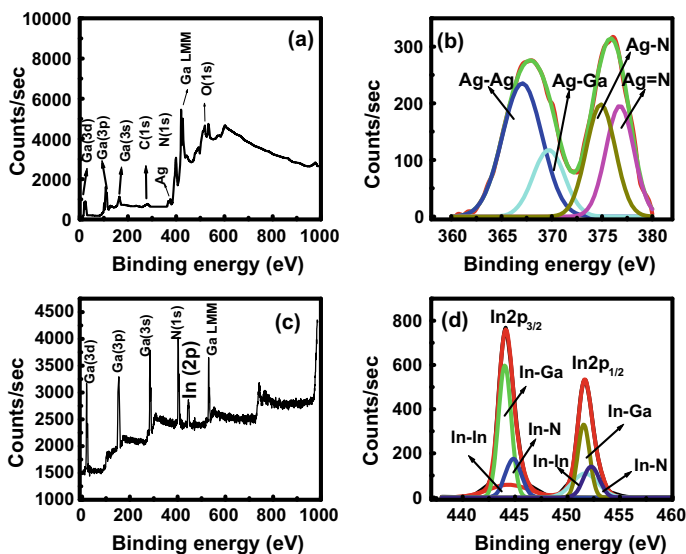 (a)
Counts/sec
10000
8000
6000
4000
2000
0
Ga(3d)
Ga(3p)
Ga(3s)
C(1s)
Ag
N(1s)
Ga LMM
O(1s)
0 200 400 600 800 1000
Binding energy (eV)
(b)
Counts/sec
300
200
100
0
Ag-Ag
Ag-Ga
Ag-N
Ag=N
360 365 370 375 380
Binding energy (eV)
(c)
Counts/sec
4500
4000
3500
3000
2500
2000
1500
1000
Ga(3d)
Ga(3p)
Ga(3s)
N(1s)
In (2p)
Ga LMM
0 200 400 600 800 1000
Binding energy (eV)
(d)
Counts/sec
800
600
400
200
0
In2p3/2
In2p1/2
In-Ga
In-Ga
In-In
In-N
In-In
In-N
440 445 450 455 460
Binding energy (eV)